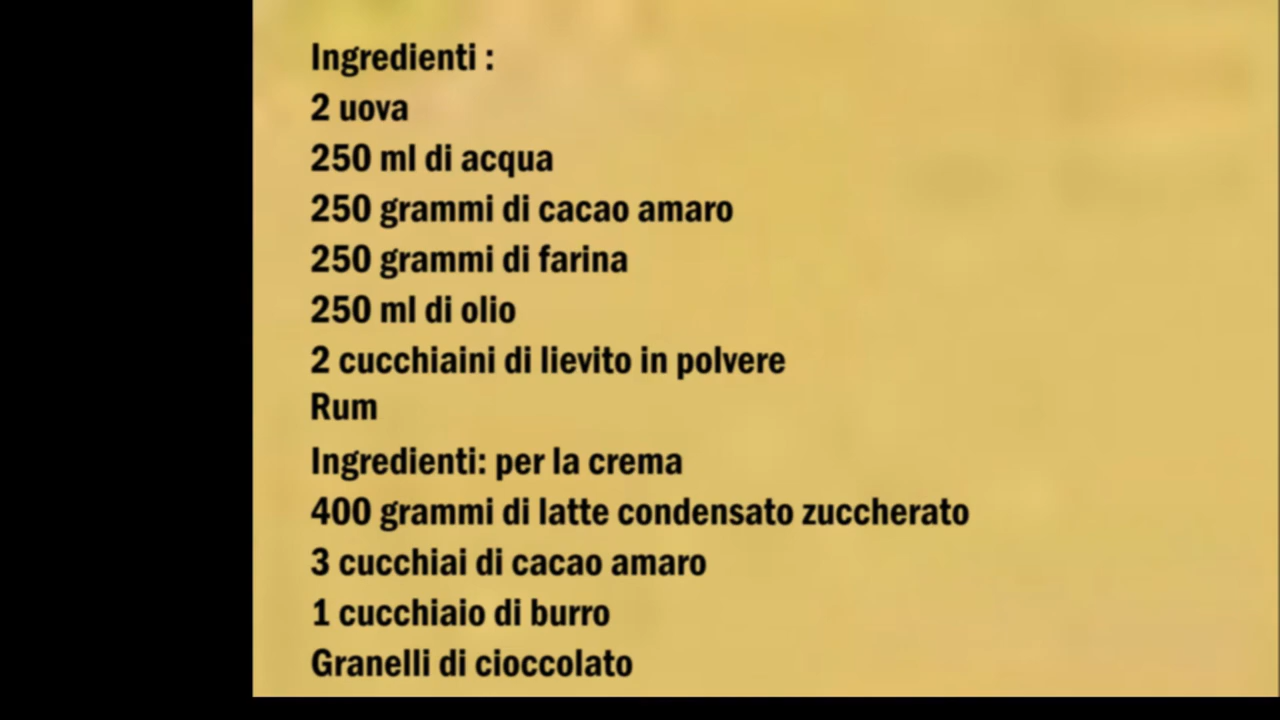 Ingredienti :
2 uova
250 ml di acqua
250 grammi di cacao amaro
250 grammi di farina
250 ml di olio
2 cucchiaini di lievito in polvere
Rum
Ingredienti: per la crema
400 grammi di latte condensato zuccherato
3 cucchiai di cacao amaro
1 cucchiaio di burro
Granelli di cioccolato